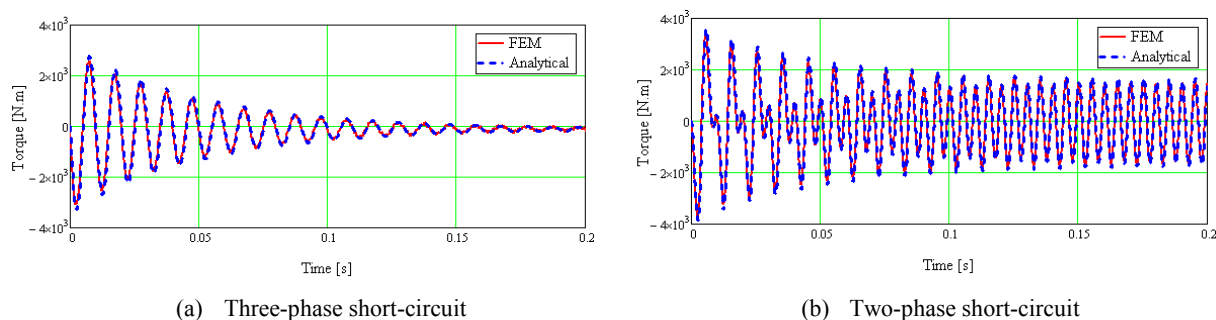 4×10³
2×10³
0
− 2×10³
− 4×10³
Torque [N.m]
FEM
Analytical
0
0.05
0.1
0.15
0.2
Time [s]
(a) Three-phase short-circuit
4×10³
2×10³
0
− 2×10³
− 4×10³
Torque [N.m]
FEM
Analytical
0
0.05
0.1
0.15
0.2
Time [s]
(b) Two-phase short-circuit